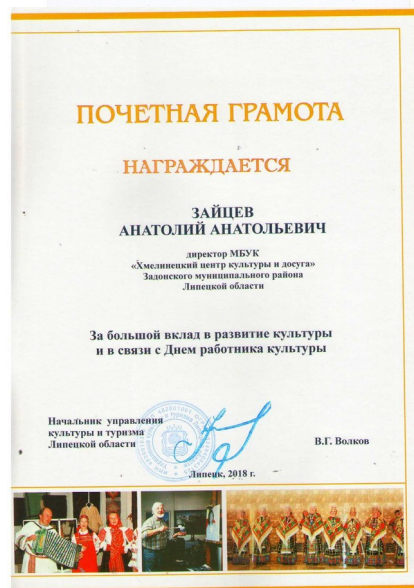 ПОЧЕТНАЯ ГРАМОТА
НАГРАЖДАЕТСЯ
ЗАЙЦЕВ
АНАТОЛИЙ АНАТОЛЬЕВИЧ
директор МБУК
«Хмелинецкий центр культуры и досуга»
Задонского муниципального района
Липецкой области
За большой вклад в развитие культуры
и в связи с Днем работника культуры
Начальник управления
культуры и туризма
Липецкой области
В.Г. Волков
Липецк, 2018 г.